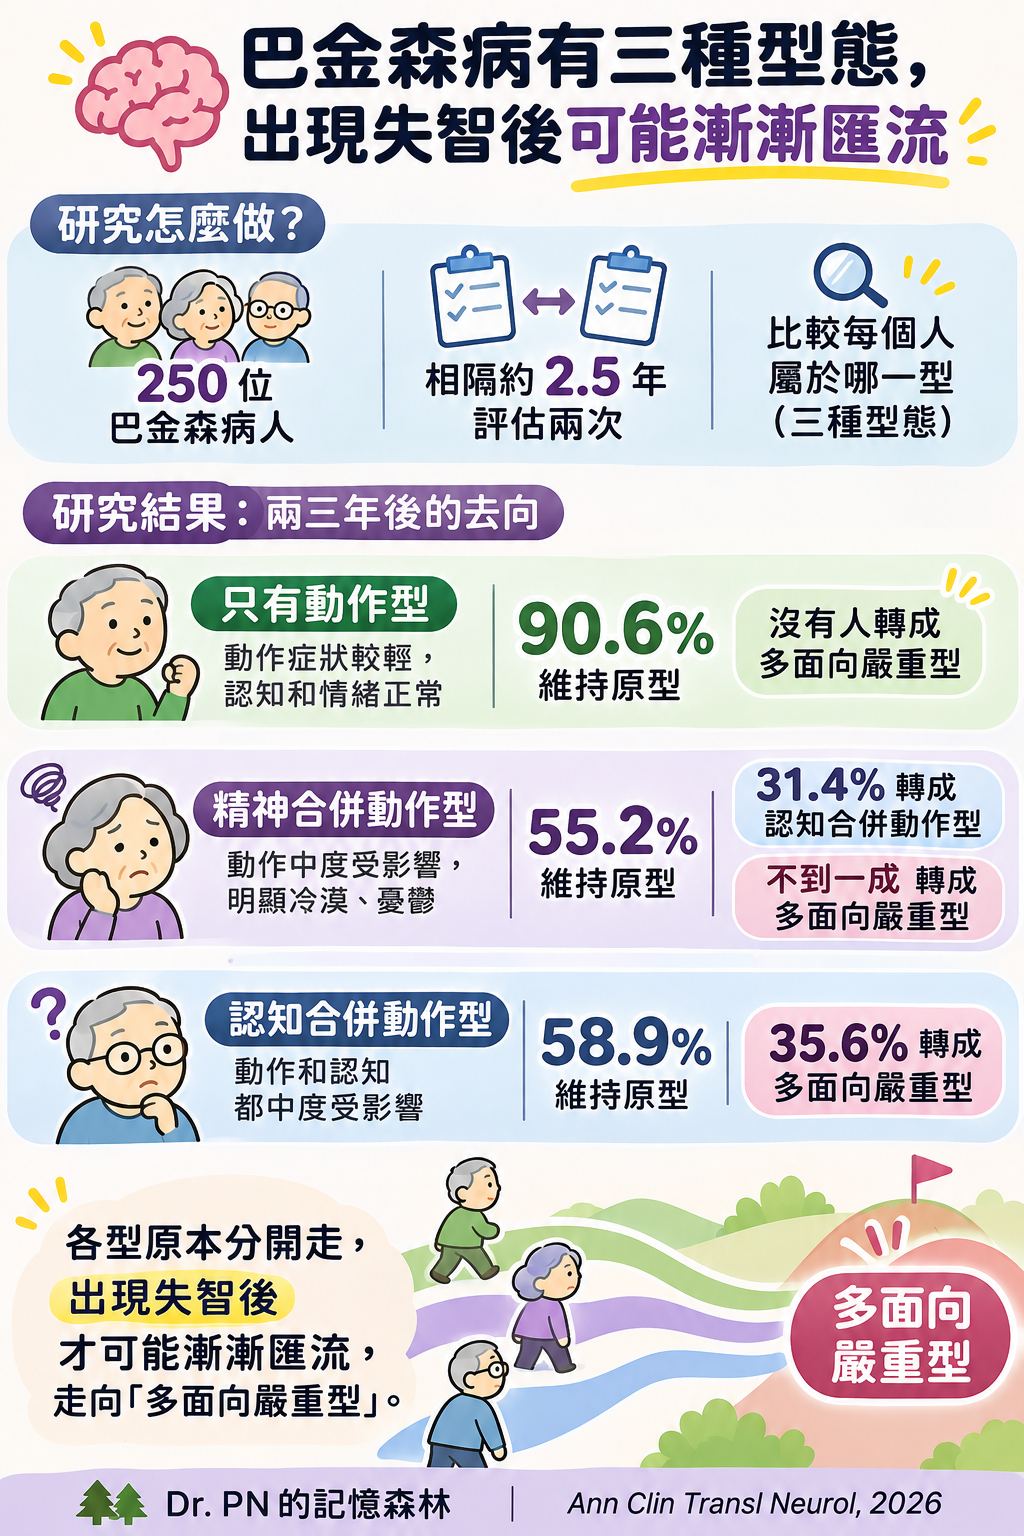 巴金森病有三種型態，
出現失智後可能漸漸匯流
研究怎麼做？
250 位
巴金森病人
相隔約 2.5 年
評估兩次
比較每個人
屬於哪一型
（三種型態）
研究結果：兩三年後的去向
只有動作型
動作症狀較輕，
認知和情緒正常
90.6%
維持原型
沒有人轉成
多面向嚴重型
精神合併動作型
動作中度受影響，
明顯冷漠、憂鬱
55.2%
維持原型
31.4% 轉成
認知合併動作型
不到一成 轉成
多面向嚴重型
?
認知合併動作型
動作和認知
都中度受影響
58.9%
維持原型
35.6% 轉成
多面向嚴重型
各型原本分開走，
出現失智後
才可能漸漸匯流，
走向「多面向嚴重型」。
多面向
嚴重型
Dr. PN 的記憶森林
Ann Clin Transl Neurol, 2026